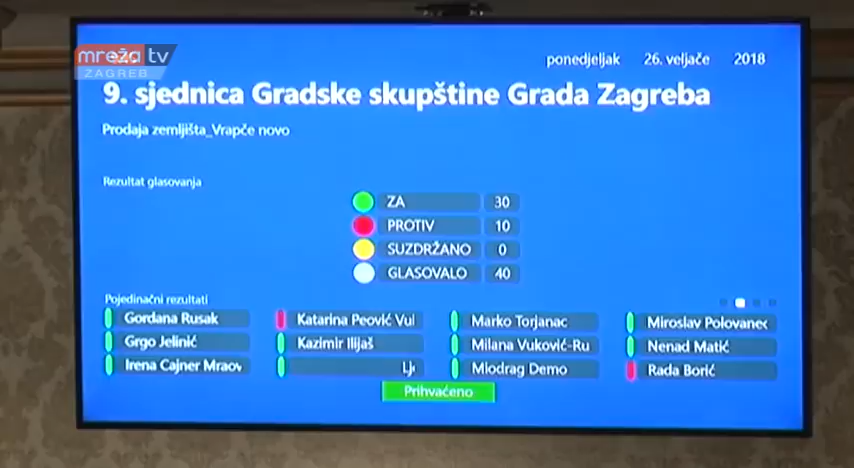 mreža tv
ZAGREB
ponedjeljak 26. veljače 2018
9. sjednica Gradske skupštine Grada Zagreba
Prodaja zemljišta_Vrapče novo
Rezultat glasovanja
ZA 30
PROTIV 10
SUZDRŽANO 0
GLASOVALO 40
Pojedinačni rezultati
Gordana Rusak Katarina Peović Vul Marko Torjanac Miroslav Polovanec
Grgo Jelinić Kazimir Ilijaš Milana Vuković-Ru Nenad Matić
Irena Cajner Mraov Lj Miodrag Demo Rada Borić
Prihvaćeno